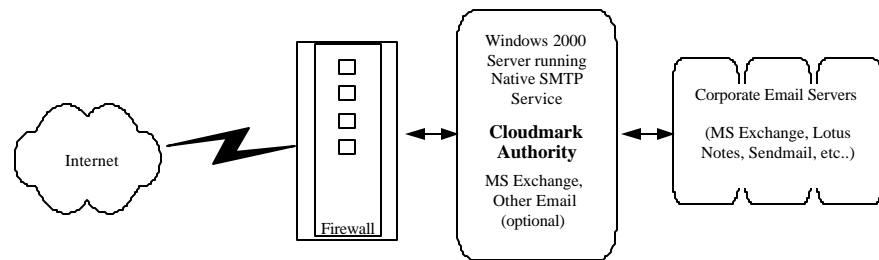 Internet
Firewall
Windows 2000
Server running
Native SMTP
Service
Cloudmark
Authority
MS Exchange,
Other Email
(optional)
Corporate Email Servers
(MS Exchange, Lotus
Notes, Sendmail, etc..)